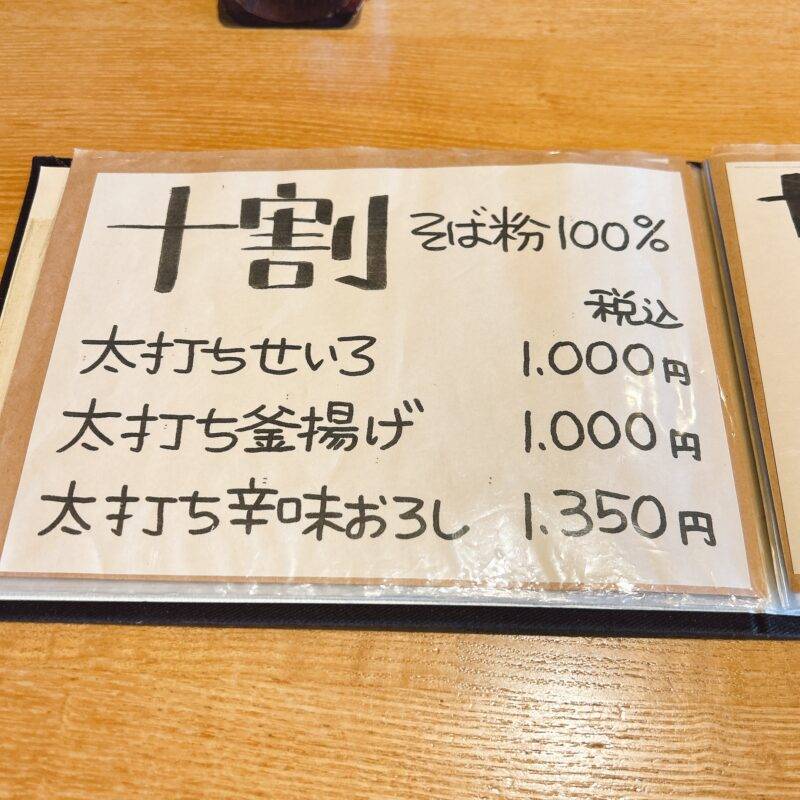 十割 そば粉100%
税込
太打ちせいろ 1.000円
太打ち釜揚げ 1.000円
太打ち辛味おろし 1.350円